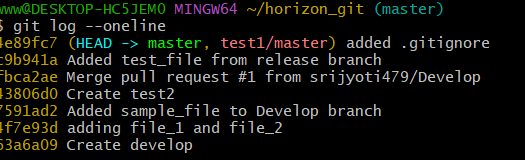 www@DESKTOP-HC5JEMO MINGW64 ~/horizon_git (master)
$ git log --oneline
4e89fc7 (HEAD -> master, test1/master) added .gitignore
c9b941a Added test_file from release branch
fbca2ae Merge pull request #1 from srijyoti479/Develop
43806d0 Create test2
7591ad2 Added sample_file to Develop branch
4f7e93d adding file_1 and file_2
63a6a09 Create develop